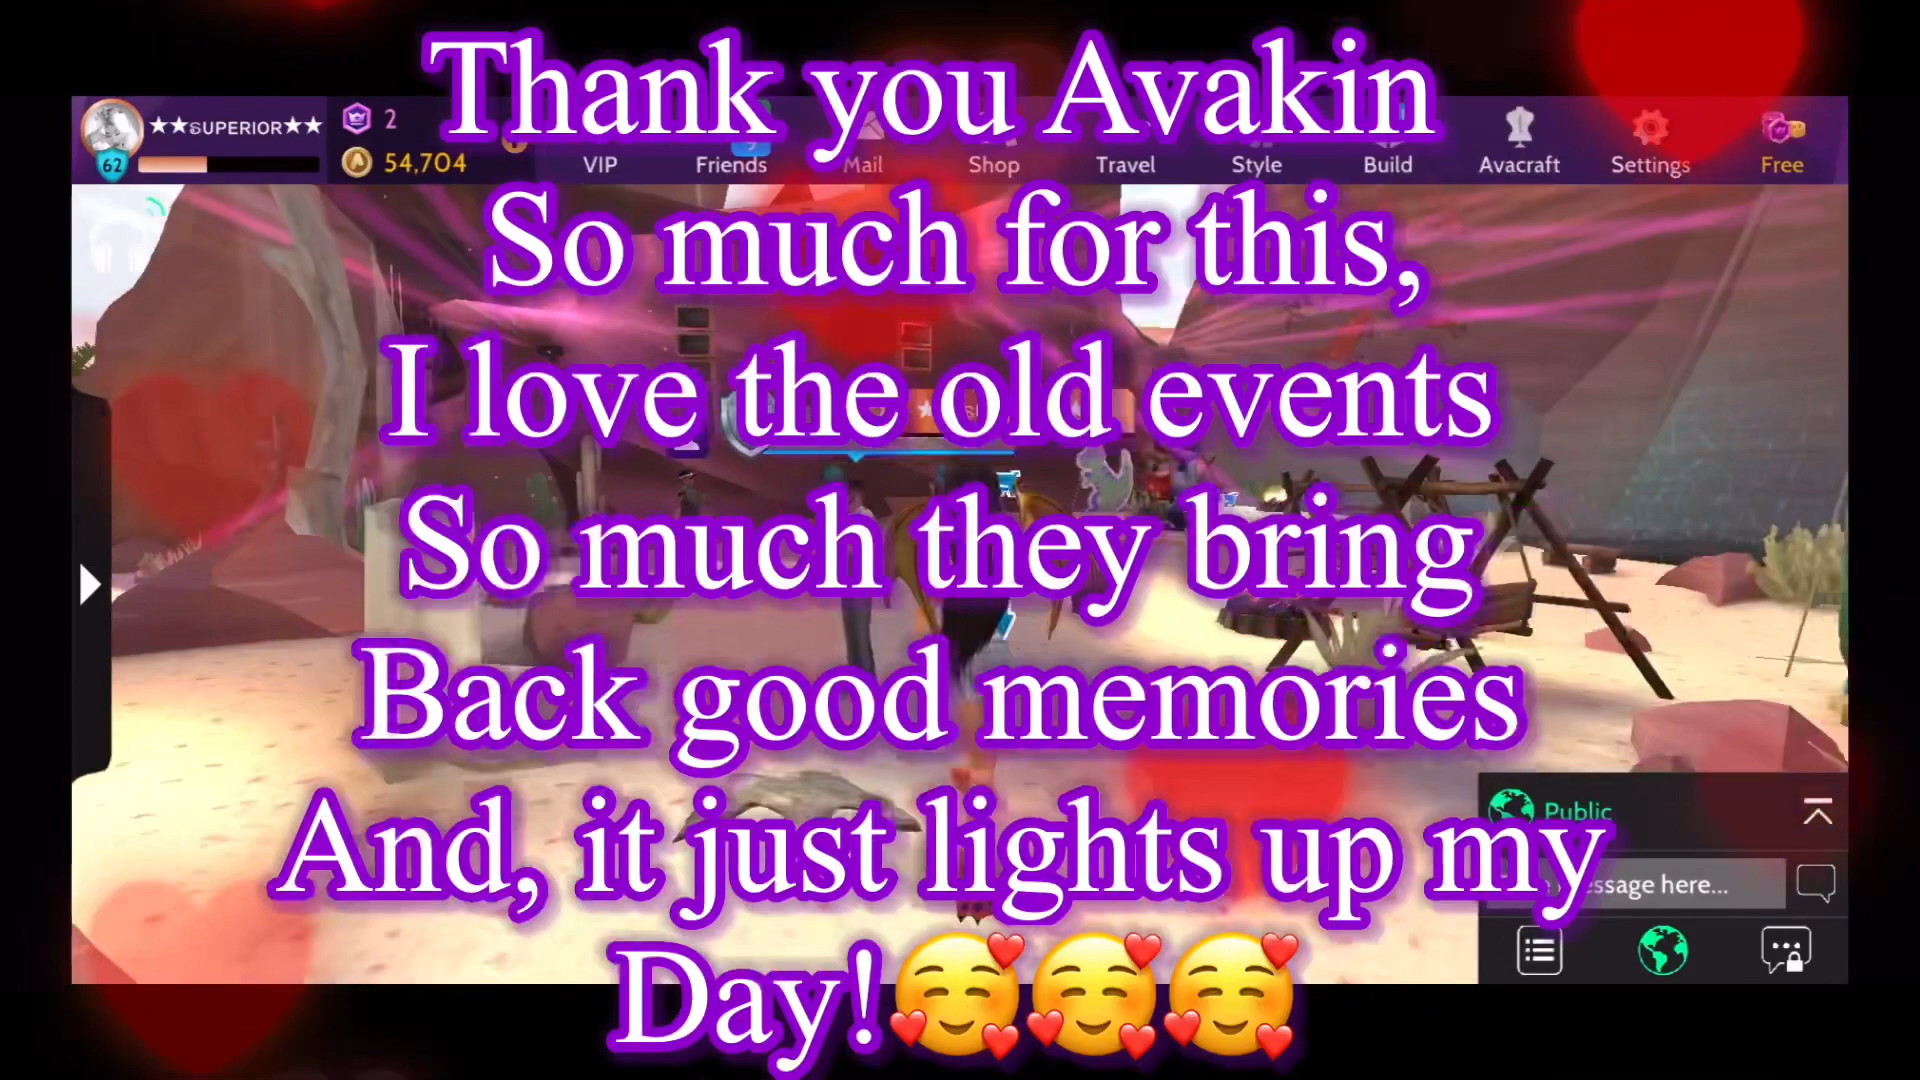 Thank you Avakin
★★SUPERIOR★★ 2
62 54,704
VIP Friends Mail Shop Travel Style Build Avacraft Settings Free
So much for this,
I love the old events
So much they bring
Back good memories
Public
And, it just lights up my
message here...
Day!🥰🥰🥰